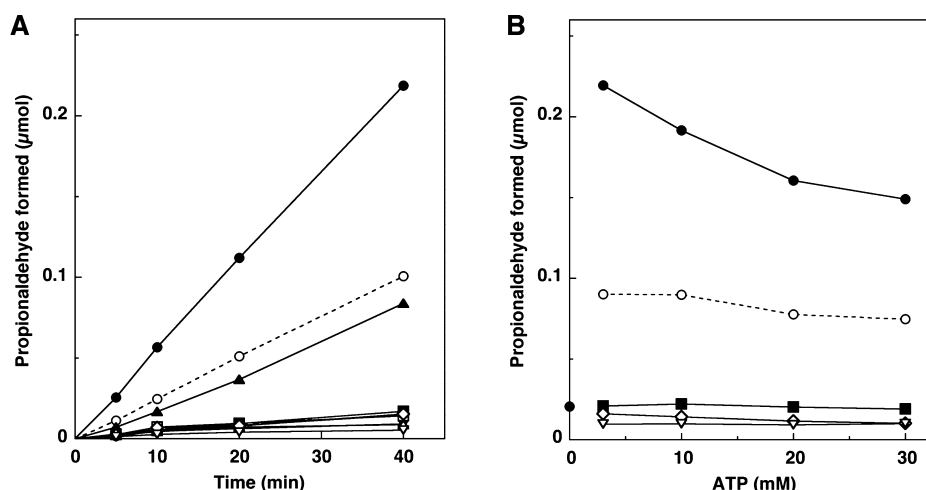 A
B
Propionaldehyde formed (μmol)
0.2
0.1
0
0 10 20 30 40
Time (min)
Propionaldehyde formed (μmol)
0.2
0.1
0
0 10 20 30
ATP (mM)